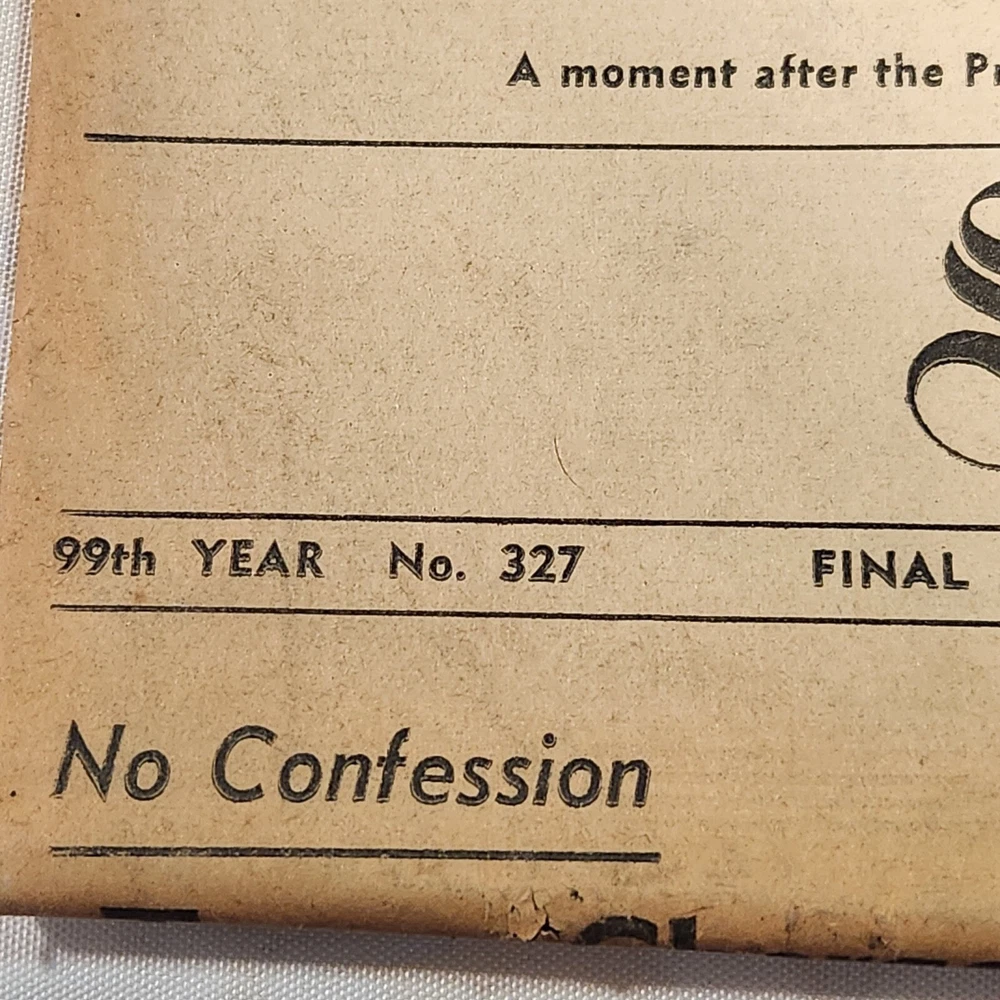 A moment after the
99th YEAR No. 327 FINAL
No Confession